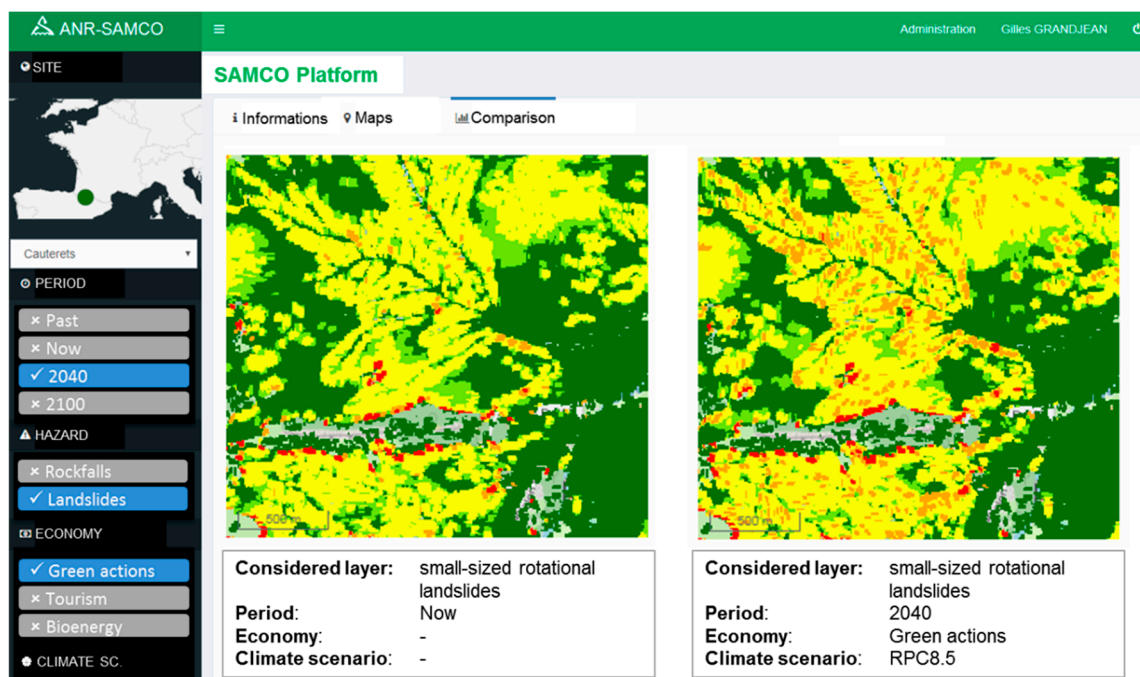 ANR-SAMCO
Administration
Gilles GRANDJEAN
SITE
SAMCO Platform
Informations
Maps
Comparison
Cauterets
PERIOD
Past
Now
2040
2100
HAZARD
Rockfalls
Landslides
ECONOMY
Green actions
Tourism
Bioenergy
CLIMATE SC.
500 m
Considered layer: small-sized rotational
landslides
Period: Now
Economy: -
Climate scenario: -
500 m
Considered layer: small-sized rotational
landslides
Period: 2040
Economy: Green actions
Climate scenario: RPC8.5